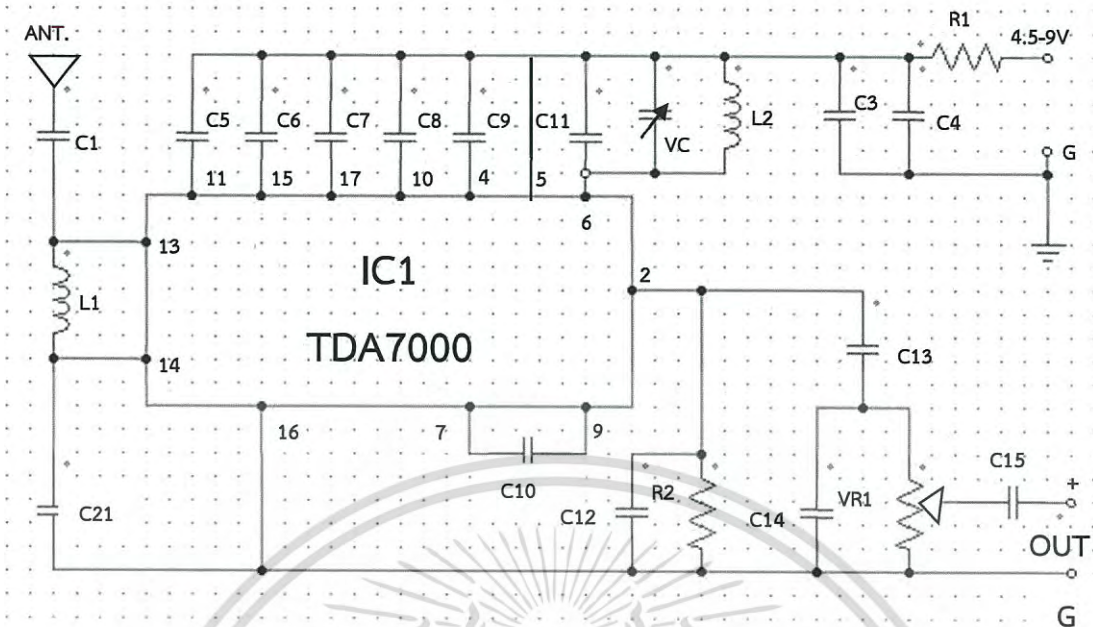 ANT.
R1
4.5-9V
C1
C5
C6
C7
C8
C9
C11
VC
L2
C3
C4
G
11
15
17
10
4
5
6
13
IC1
2
L1
TDA7000
14
C13
16
7
9
C10
C21
C12
R2
C14
VR1
C15
+
OUT
G